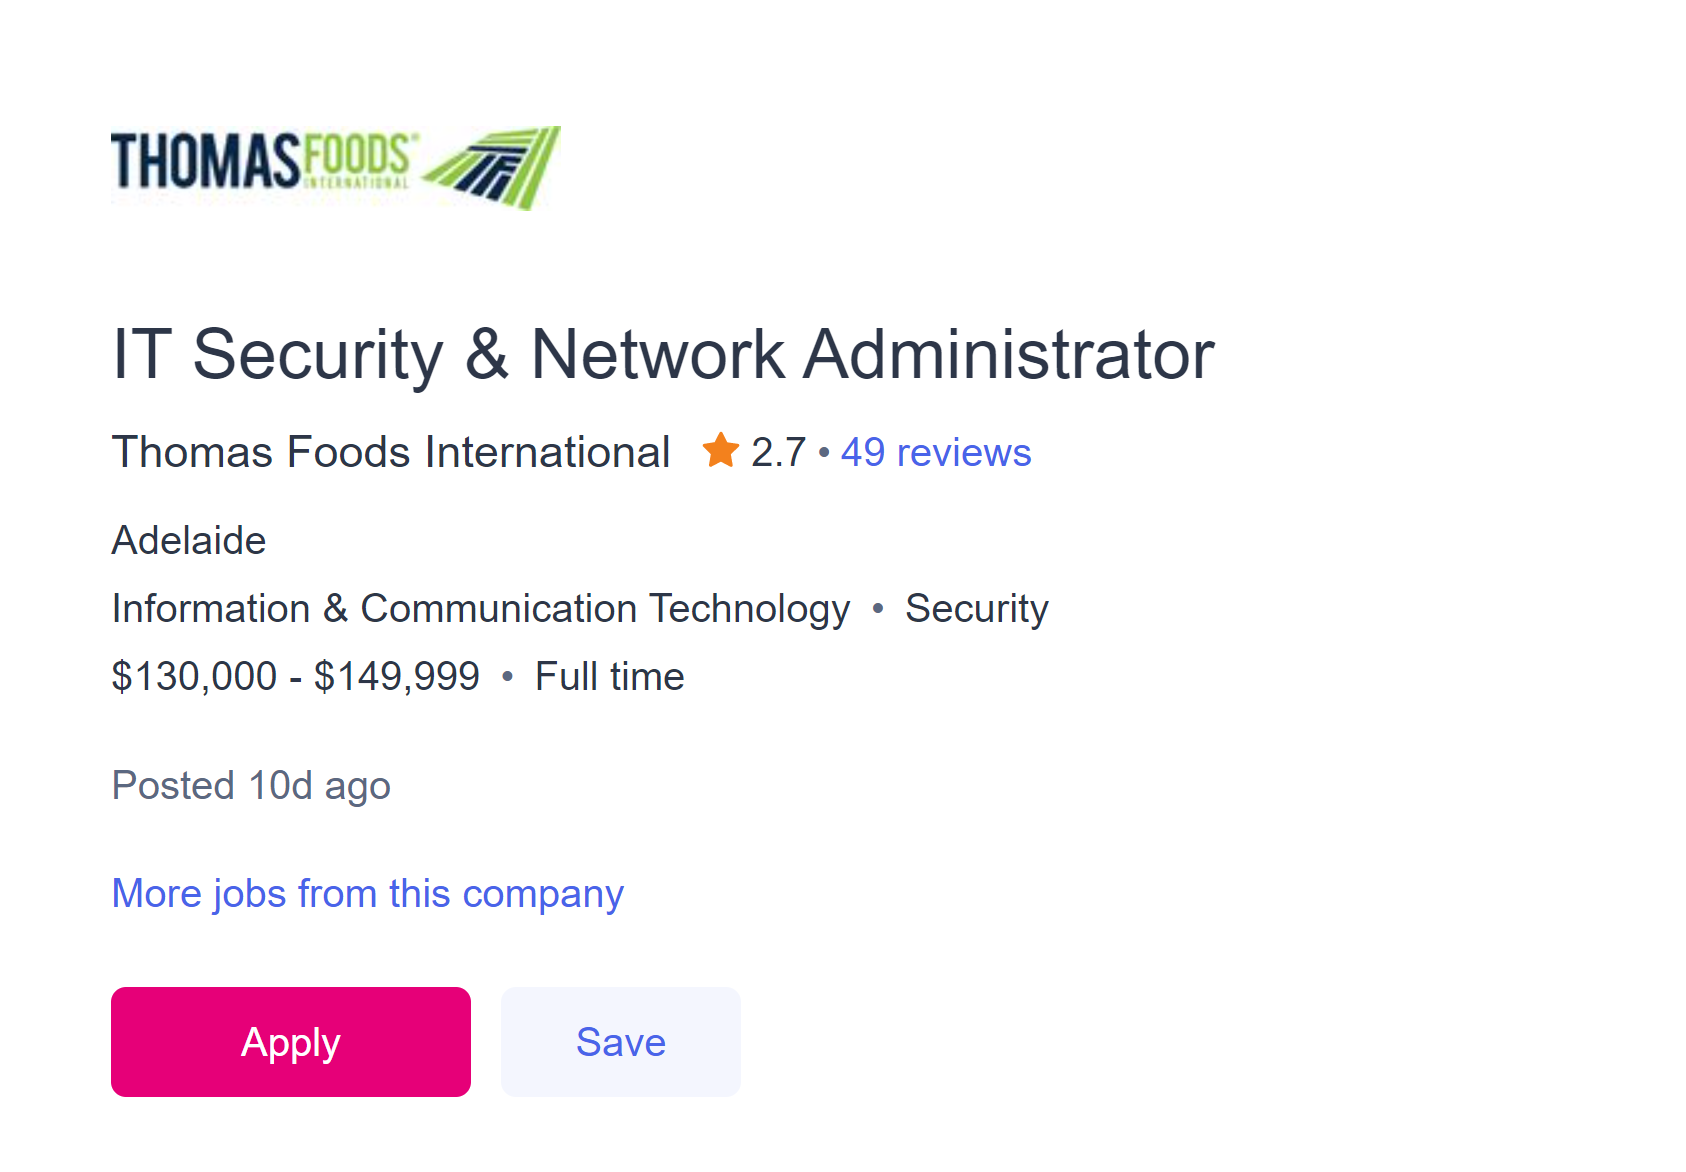 THOMASFOODS®
INTERNATIONAL
TFI
IT Security & Network Administrator
Thomas Foods International 2.7 • 49 reviews
Adelaide
Information & Communication Technology • Security
$130,000 - $149,999 • Full time
Posted 10d ago
More jobs from this company
Apply Save